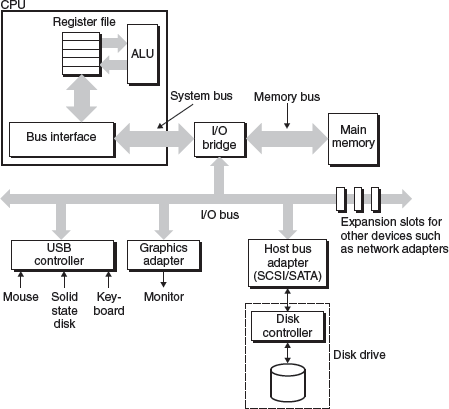 CPU
Register file
ALU
System bus
Memory bus
Bus interface
I/O
bridge
Main
memory
I/O bus
Expansion slots for
other devices such
as network adapters
USB
controller
Graphics
adapter
Host bus
adapter
(SCSI/SATA)
Mouse
Solid
state
disk
Key-
board
Monitor
Disk
controller
Disk drive